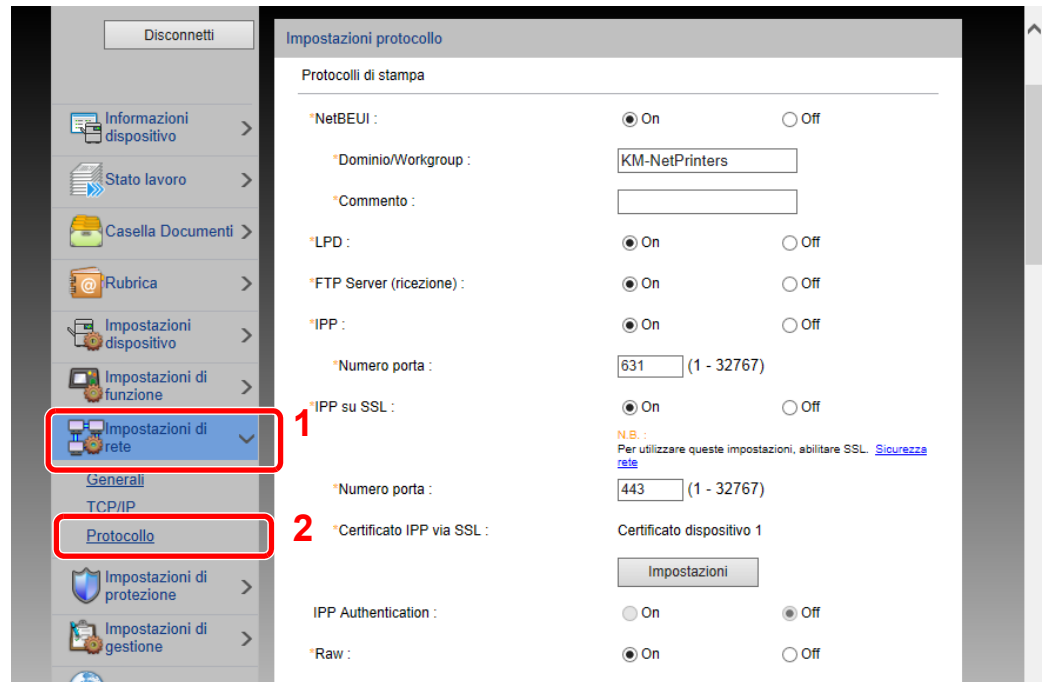 Disconnetti
Informazioni
dispositivo
Stato lavoro
Casella Documenti
Rubrica
Impostazioni
dispositivo
Impostazioni di
funzione
Impostazioni di
rete
1
Generali
TCP/IP
Protocollo
2
Impostazioni di
protezione
Impostazioni di
gestione
Impostazioni protocollo
Protocolli di stampa
*NetBEUI : On Off
*Dominio/Workgroup : KM-NetPrinters
*Commento :
*LPD : On Off
*FTP Server (ricezione) : On Off
*IPP : On Off
*Numero porta : 631 (1 - 32767)
*IPP su SSL : On Off
N.B. :
Per utilizzare queste impostazioni, abilitare SSL. Sicurezza
rete
*Numero porta : 443 (1 - 32767)
*Certificato IPP via SSL : Certificato dispositivo 1
Impostazioni
IPP Authentication : On Off
*Raw : On Off